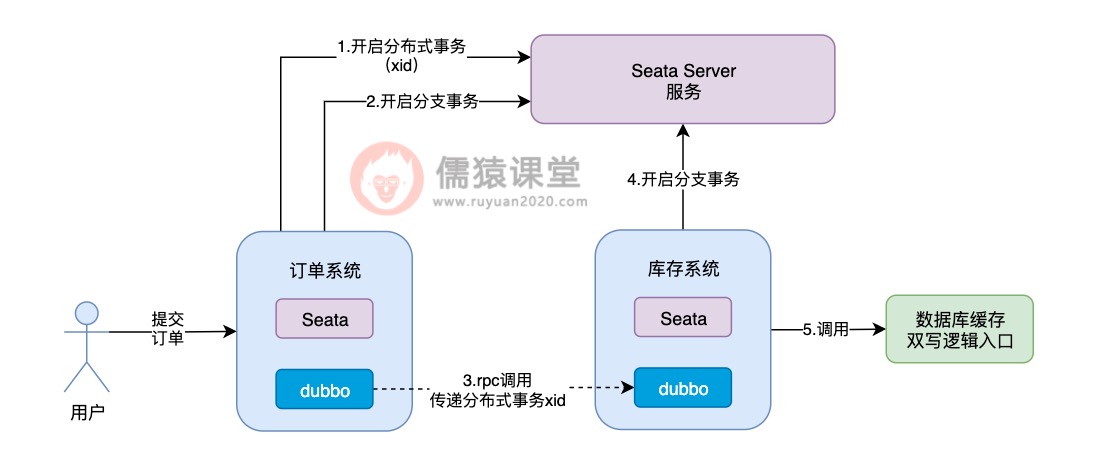 1.开启分布式事务
（xid）
2.开启分支事务
Seata Server
服务
儒猿课堂
www.ruyuan2020.com
4.开启分支事务
订单系统
Seata
dubbo
库存系统
Seata
dubbo
提交
订单
用户
3.rpc调用
传递分布式事务xid
5.调用
数据库缓存
双写逻辑入口